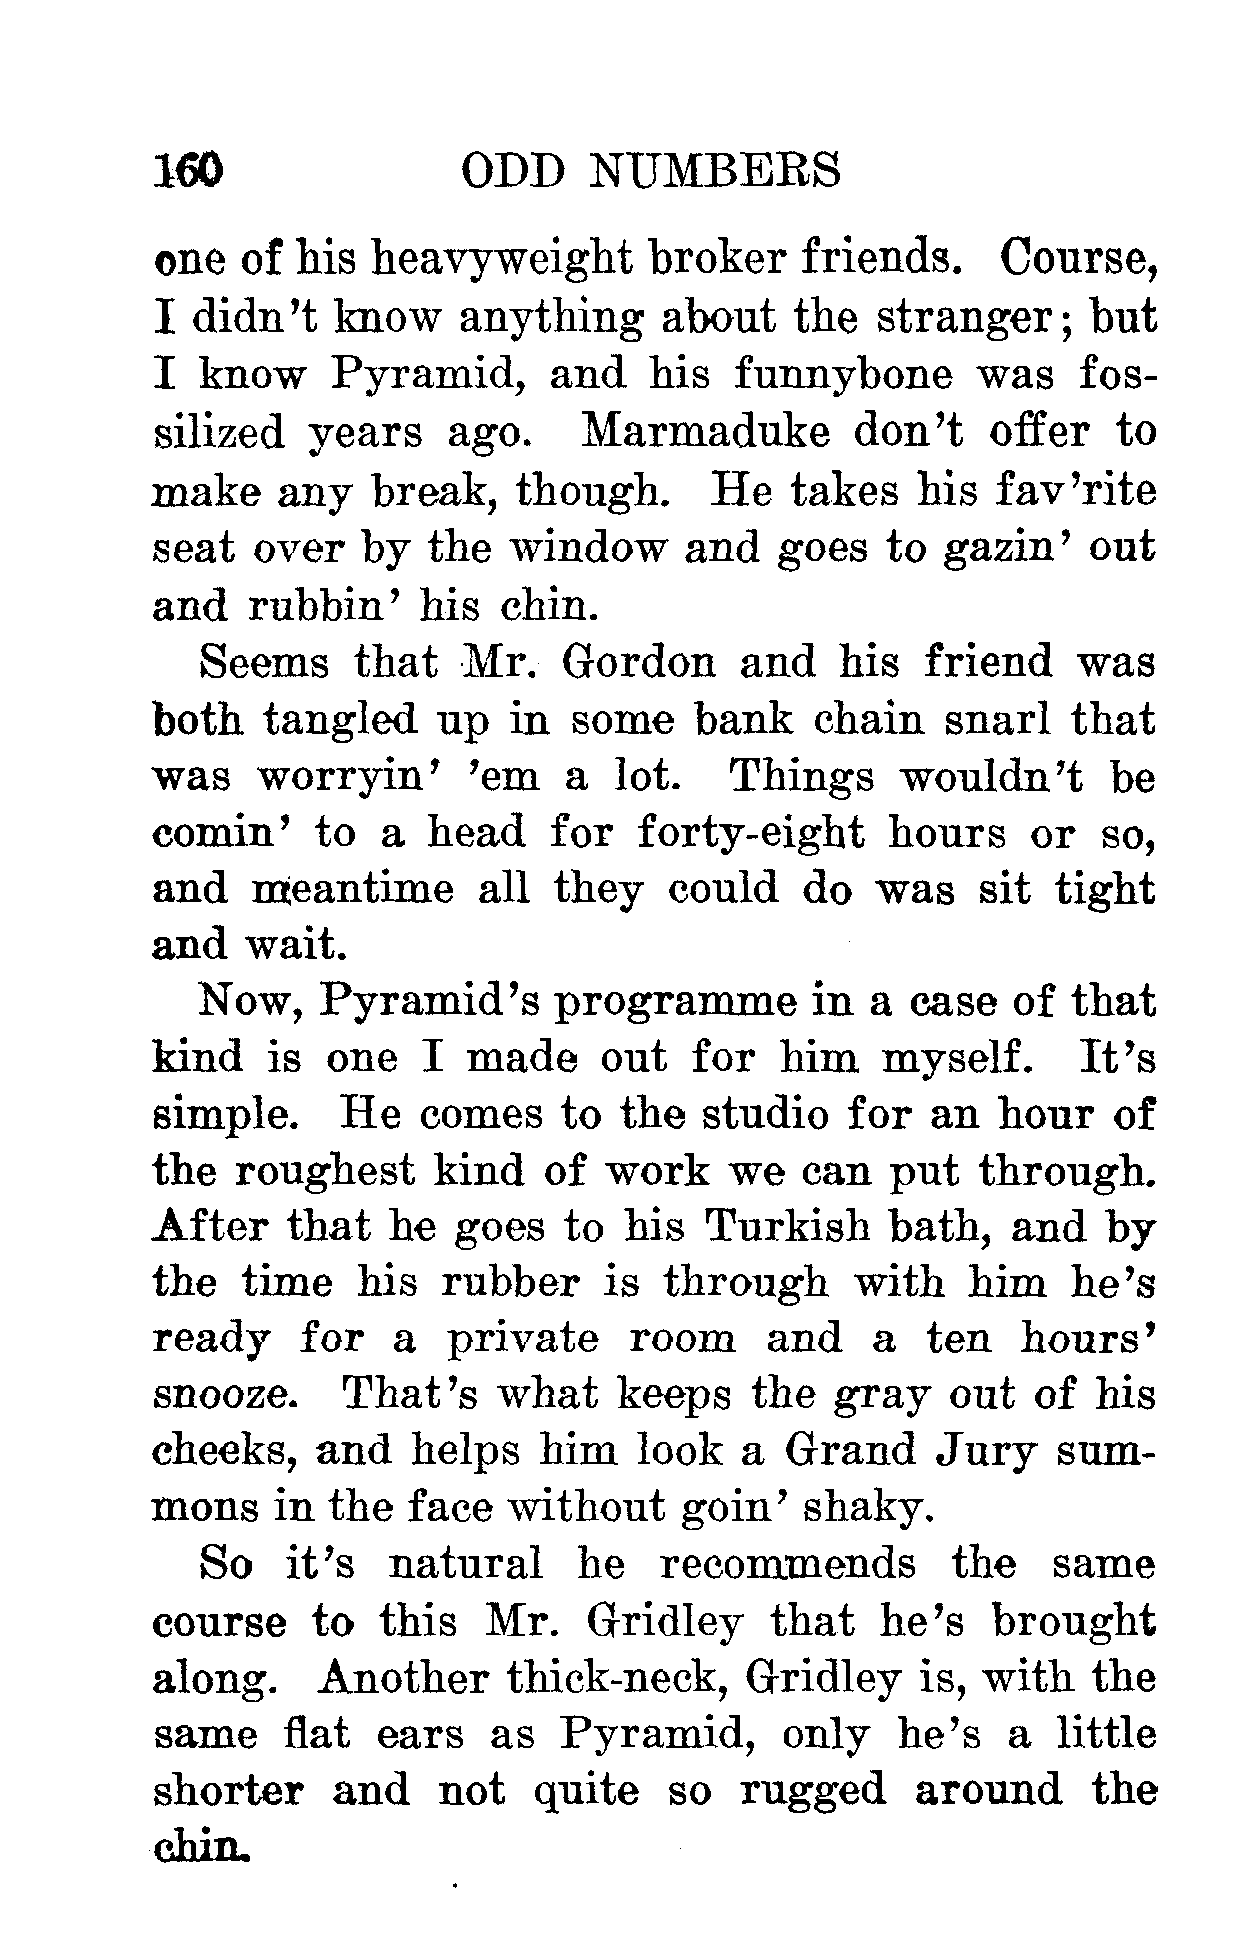 160 ODD NUMBERS
one of his heavyweight broker friends. Course,
I didn't know anything about the stranger; but
I know Pyramid, and his funnybone was fos-
silized years ago. Marmaduke don't offer to
make any break, though. He takes his fav'rite
seat over by the window and goes to gazin' out
and rubbin' his chin.
Seems that Mr. Gordon and his friend was
both tangled up in some bank chain snarl that
was worryin' 'em a lot. Things wouldn't be
comin' to a head for forty-eight hours or so,
and meantime all they could do was sit tight
and wait.
Now, Pyramid's programme in a case of that
kind is one I made out for him myself. It's
simple. He comes to the studio for an hour of
the roughest kind of work we can put through.
After that he goes to his Turkish bath, and by
the time his rubber is through with him he's
ready for a private room and a ten hours'
snooze. That's what keeps the gray out of his
cheeks, and helps him look a Grand Jury sum-
mons in the face without goin' shaky.
So it's natural he recommends the same
course to this Mr. Gridley that he's brought
along. Another thick-neck, Gridley is, with the
same flat ears as Pyramid, only he's a little
shorter and not quite so rugged around the
chin.